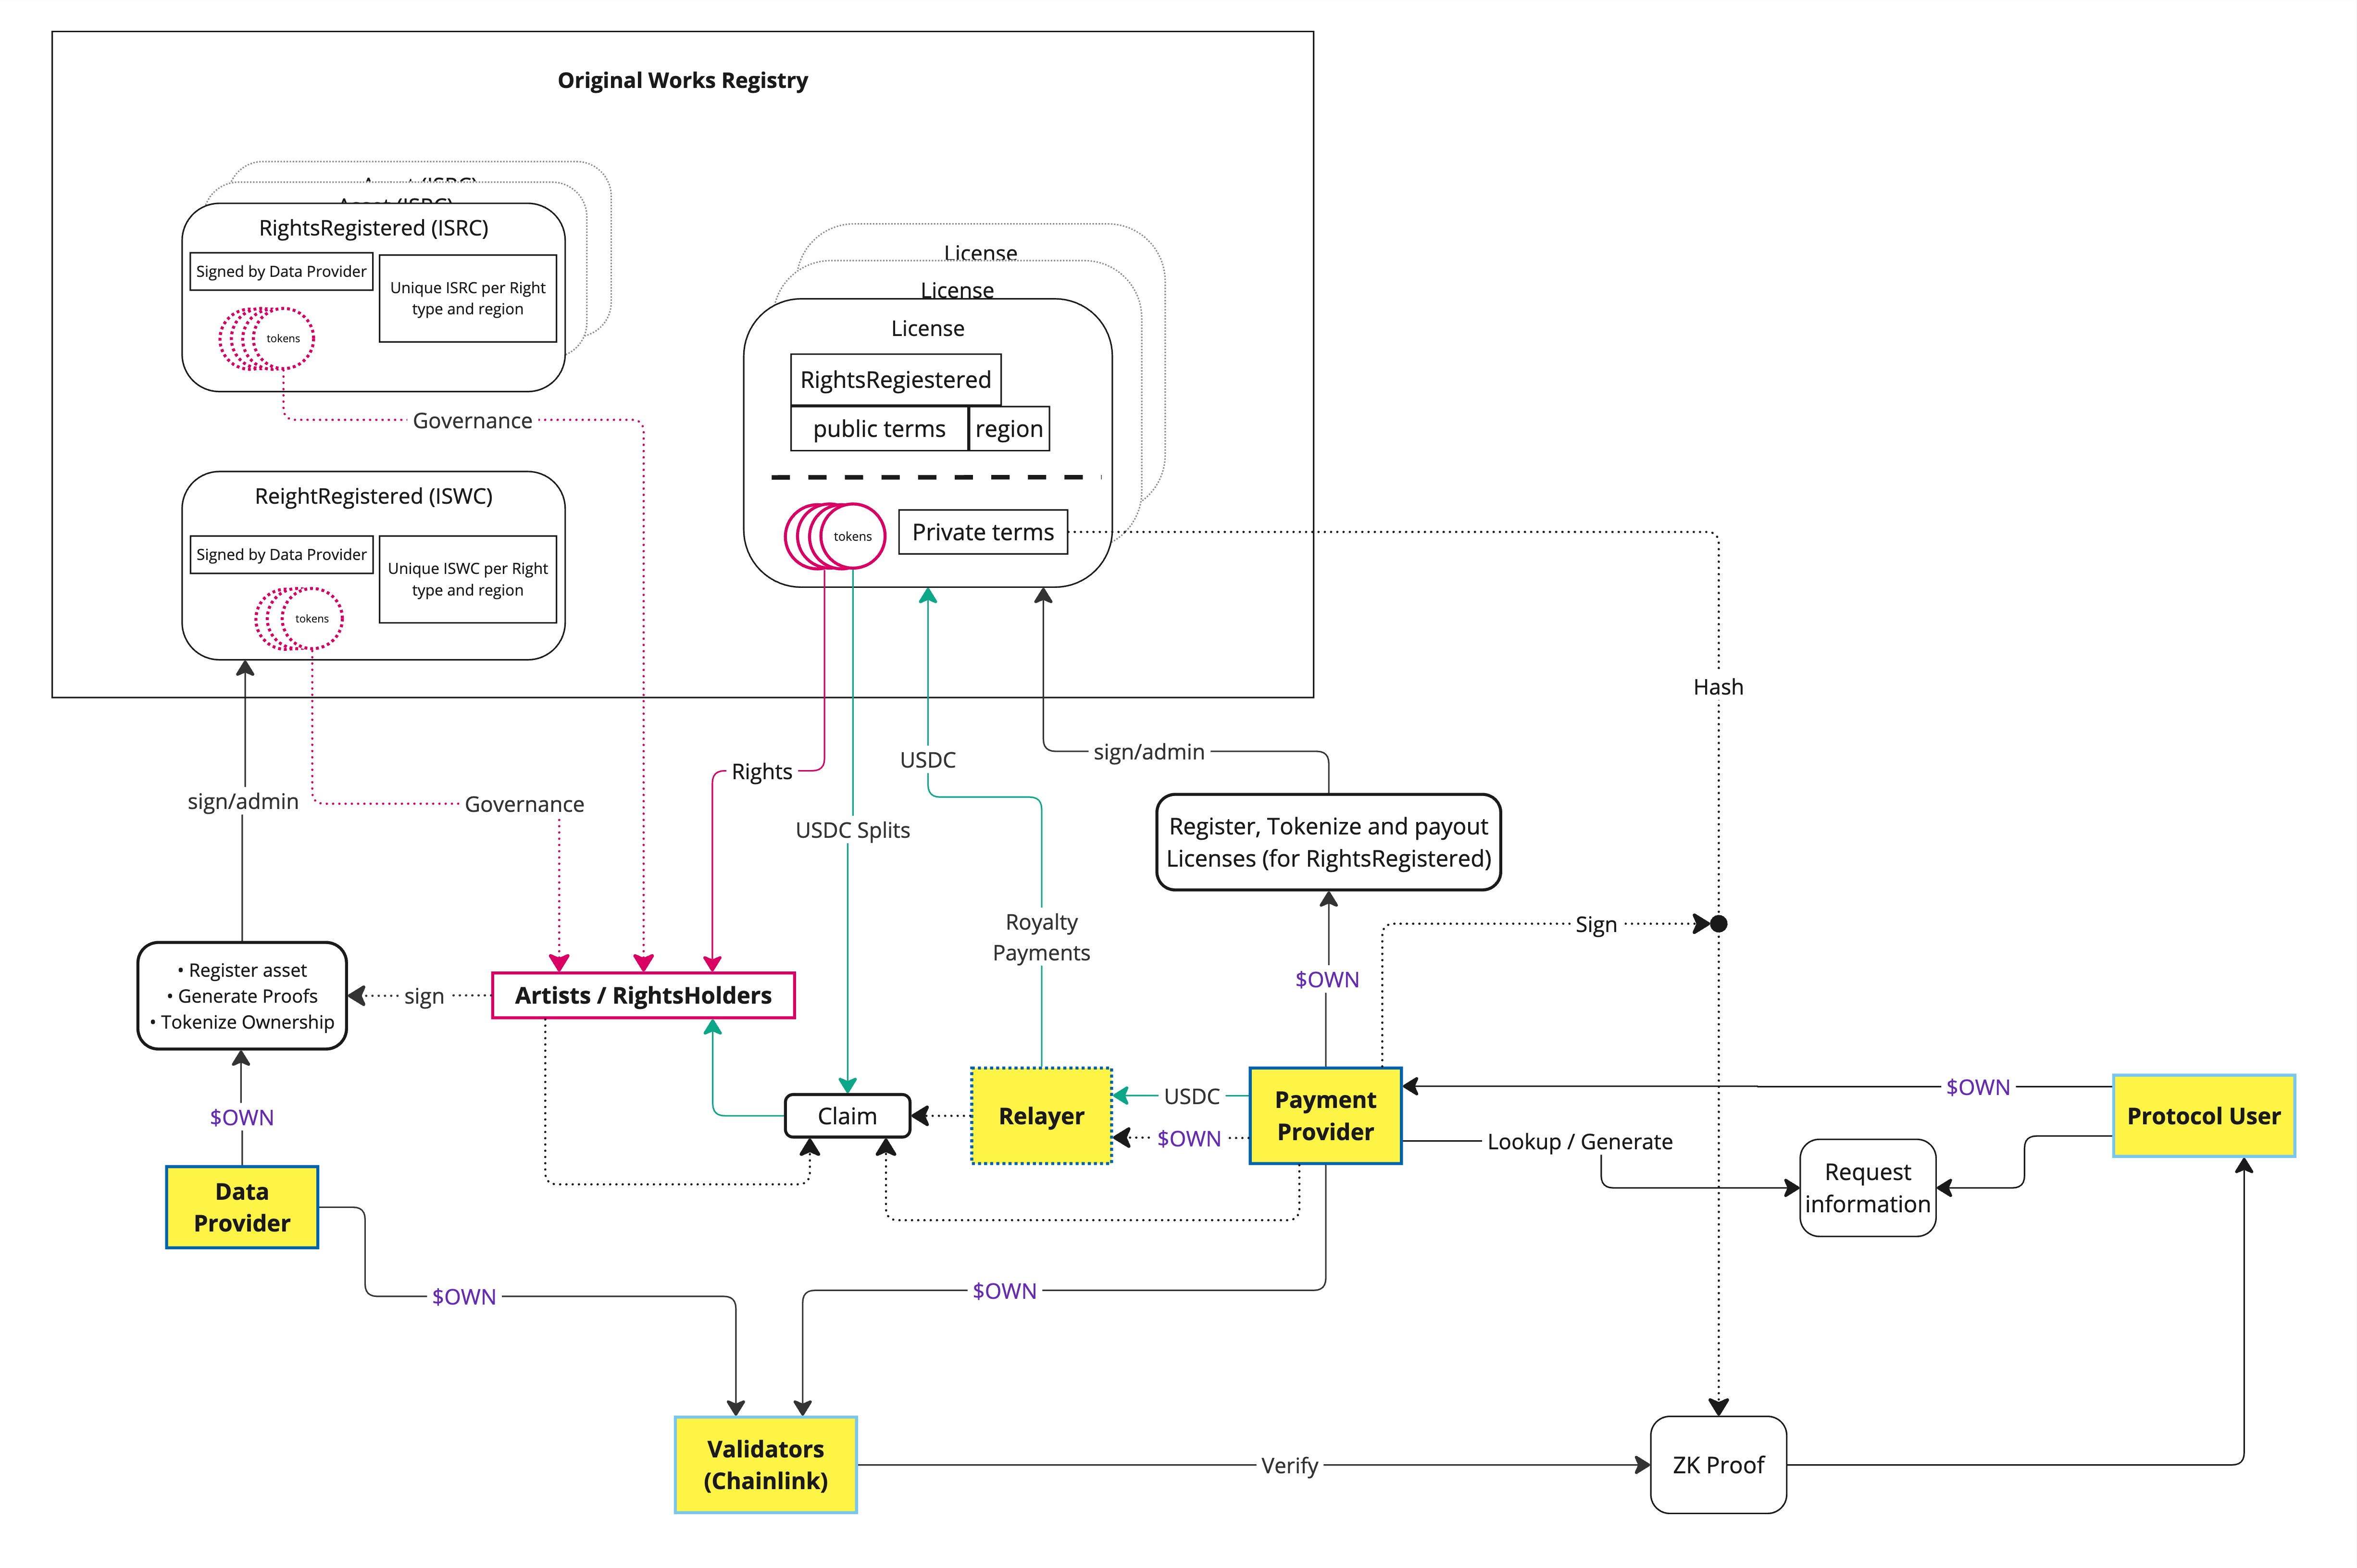 Original Works Registry
Asset (ISRC)
Asset (ISRC)
RightsRegistered (ISRC)
Signed by Data Provider
Unique ISRC per Right
type and region
tokens
Governance
ReightRegistered (ISWC)
Signed by Data Provider
Unique ISWC per Right
type and region
tokens
License
License
License
RightsRegiestered
public terms
region
tokens
Private terms
Hash
sign/admin
Governance
Rights
USDC
sign/admin
USDC Splits
Register, Tokenize and payout
Licenses (for RightsRegistered)
Royalty
Payments
Sign
$OWN
• Register asset
• Generate Proofs
• Tokenize Ownership
sign
Artists / RightsHolders
$OWN
Claim
Relayer
USDC
$OWN
Payment
Provider
$OWN
Protocol User
Lookup / Generate
Request
information
Data
Provider
$OWN
$OWN
Validators
(Chainlink)
Verify
ZK Proof